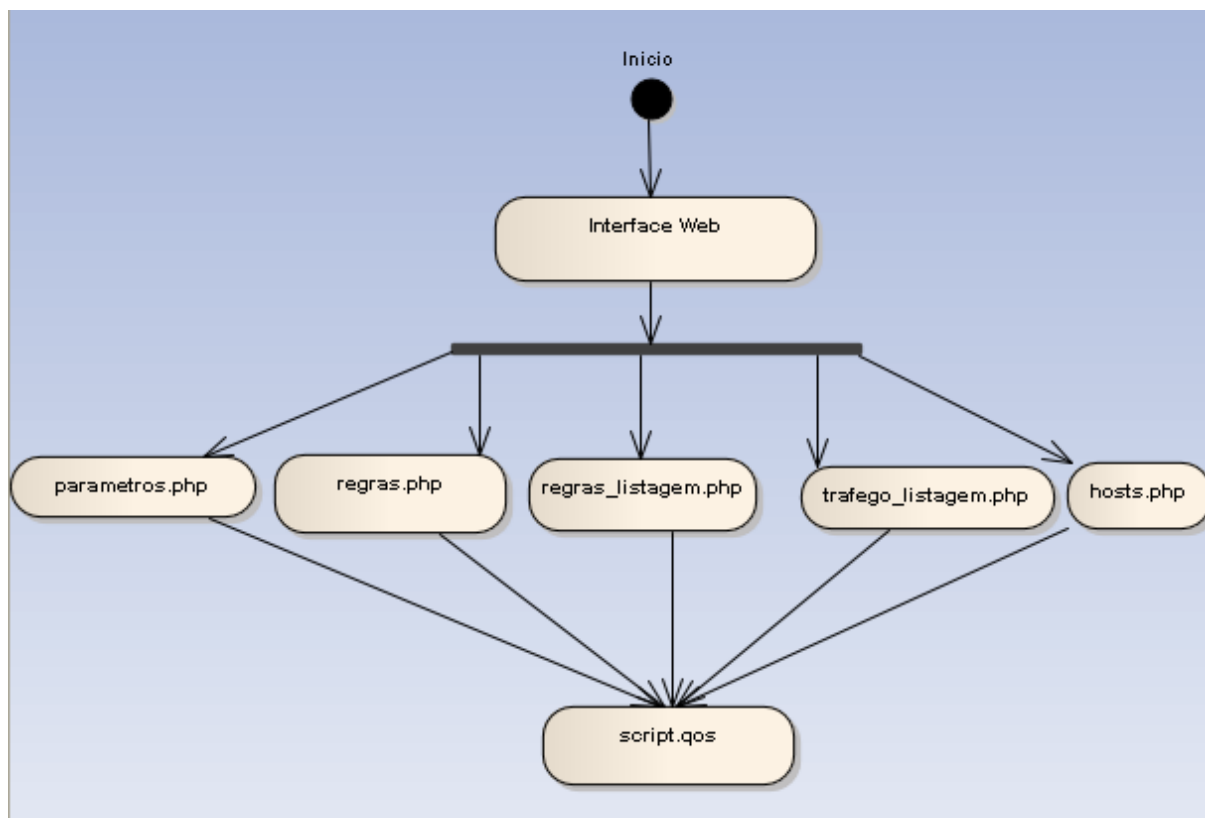 Inicio
Interface Web
parametros.php
regras.php
regras_listagem.php
trafego_listagem.php
hosts.php
script.qos